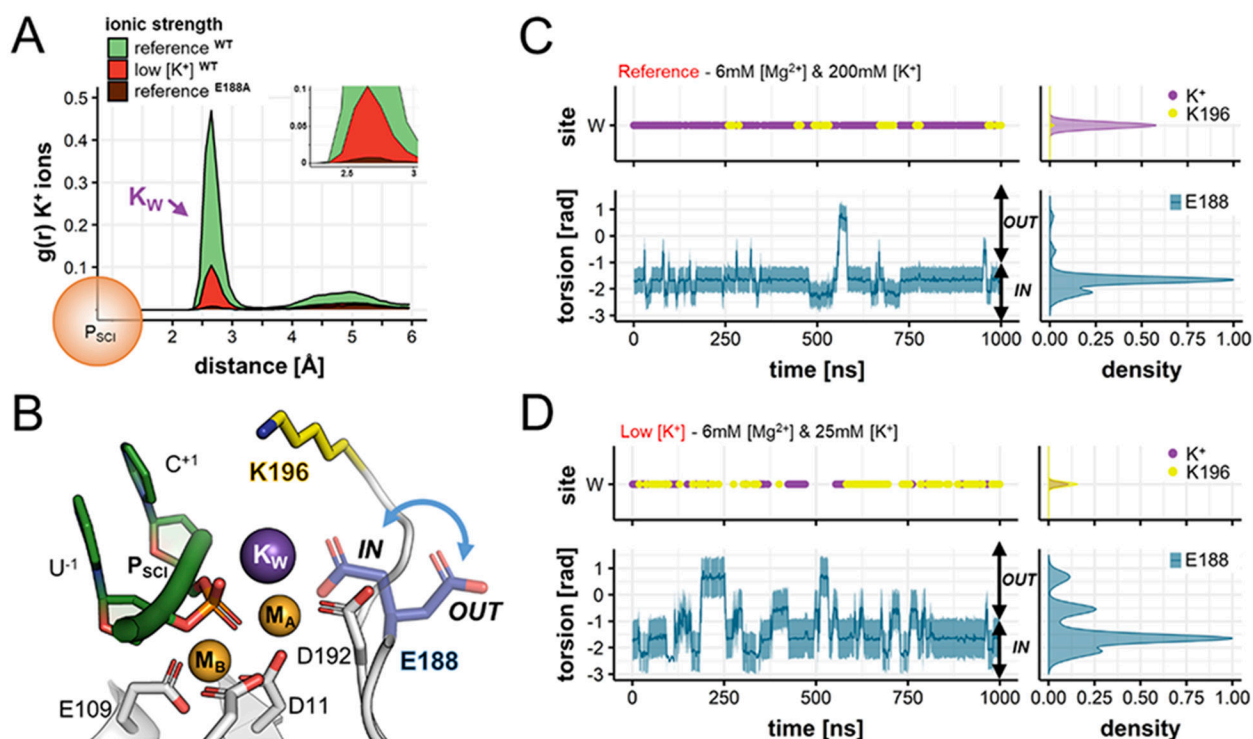 A
ionic strength
reference WT
low [K+] WT
reference E188A
0.5
0.4
0.3
0.2
0.1
0.1
0.05
0
2.5
3
g(r) K+ ions
KW
PSCI
2
3
4
5
6
distance [Å]
B
C+1
U-1
PSCI
K196
KW
IN
OUT
MA
MB
D192
E188
E109
D11
C
Reference - 6mM [Mg2+] & 200mM [K+]
site
W
K+
K196
torsion [rad]
1
0
-1
-2
-3
OUT
IN
E188
0
250
500
750
1000
0.00 0.25 0.50 0.75 1.00
time [ns]
density
D
Low [K+] - 6mM [Mg2+] & 25mM [K+]
site
W
K+
K196
torsion [rad]
1
0
-1
-2
-3
OUT
IN
E188
0
250
500
750
1000
0.00 0.25 0.50 0.75 1.00
time [ns]
density